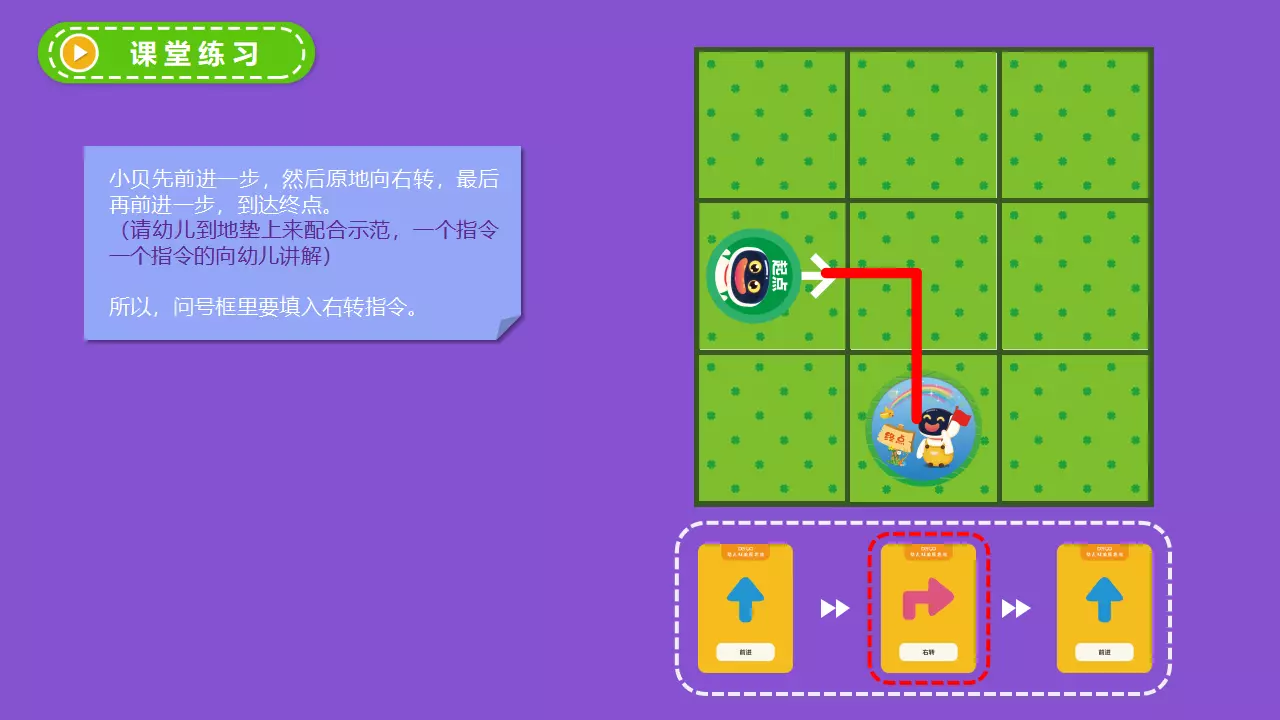 课堂练习
小贝先前进一步，然后原地向右转，最后
再前进一步，到达终点。
（请幼儿到地垫上来配合示范，一个指令
一个指令的向幼儿讲解）
所以，问号框里要填入右转指令。
起点
终点
前进
右转
前进